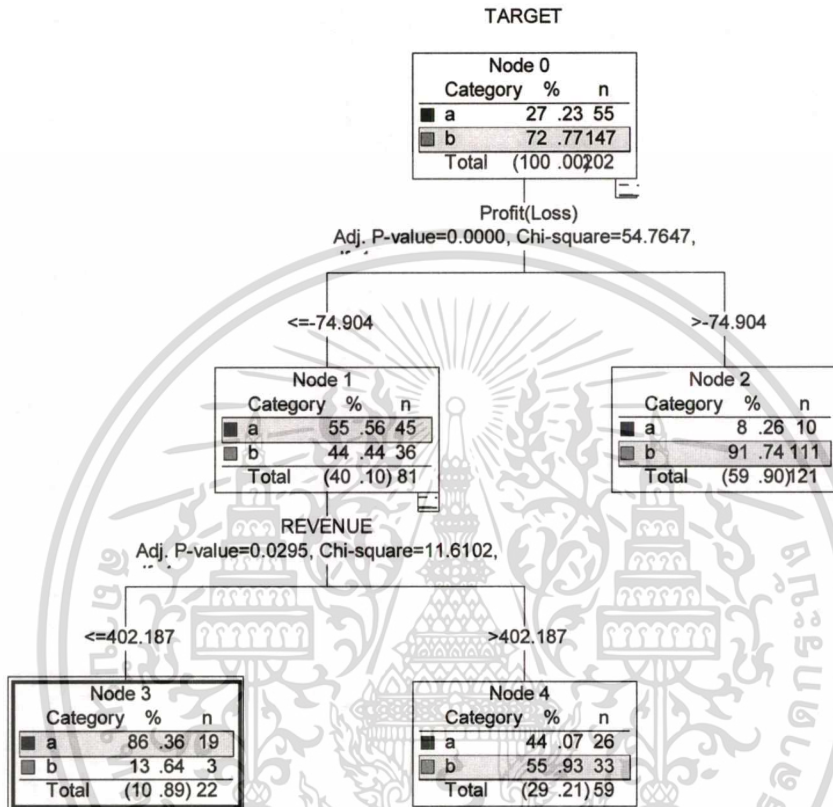 TARGET
Node 0
Category % n
a 27 .23 55
b 72 .77147
Total (100 .00)202
Profit(Loss)
Adj. P-value=0.0000, Chi-square=54.7647,
<=-74.904 >-74.904
Node 1 Node 2
Category % n Category % n
a 55 .56 45 a 8 .26 10
b 44 .44 36 b 91 .74 111
Total (40 .10) 81 Total (59 .90)121
REVENUE
Adj. P-value=0.0295, Chi-square=11.6102,
<=402.187 >402.187
Node 3 Node 4
Category % n Category % n
a 86 .36 19 a 44 .07 26
b 13 .64 3 b 55 .93 33
Total (10 .89) 22 Total (29 .21) 59